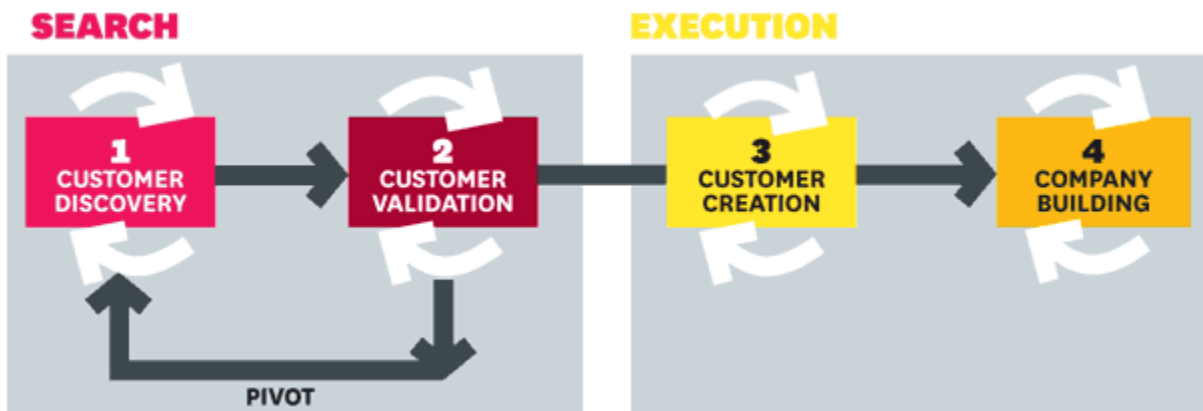 SEARCH
EXECUTION
1
CUSTOMER
DISCOVERY
2
CUSTOMER
VALIDATION
3
CUSTOMER
CREATION
4
COMPANY
BUILDING
PIVOT